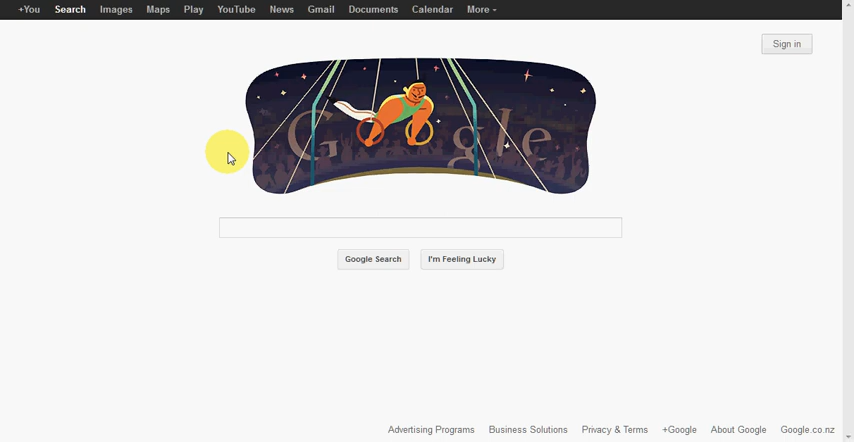 +You Search Images Maps Play YouTube News Gmail Documents Calendar More
Sign in
Google
Google Search I'm Feeling Lucky
Advertising Programs Business Solutions Privacy & Terms +Google About Google Google.co.nz